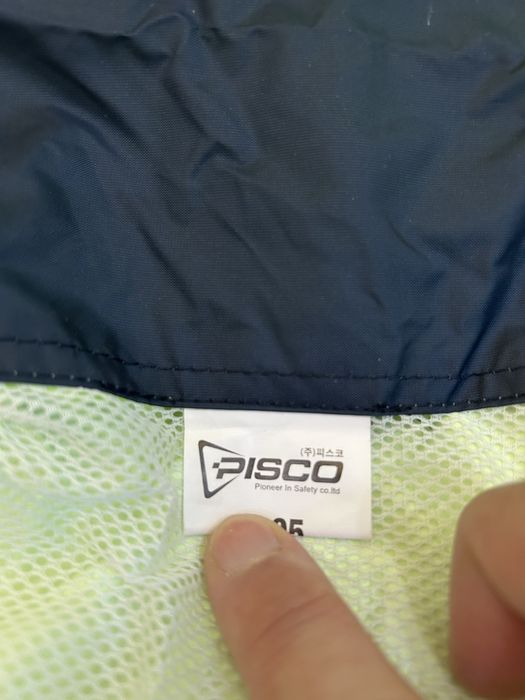 (주)피스코
PISCO
Pioneer In Safety co.ltd